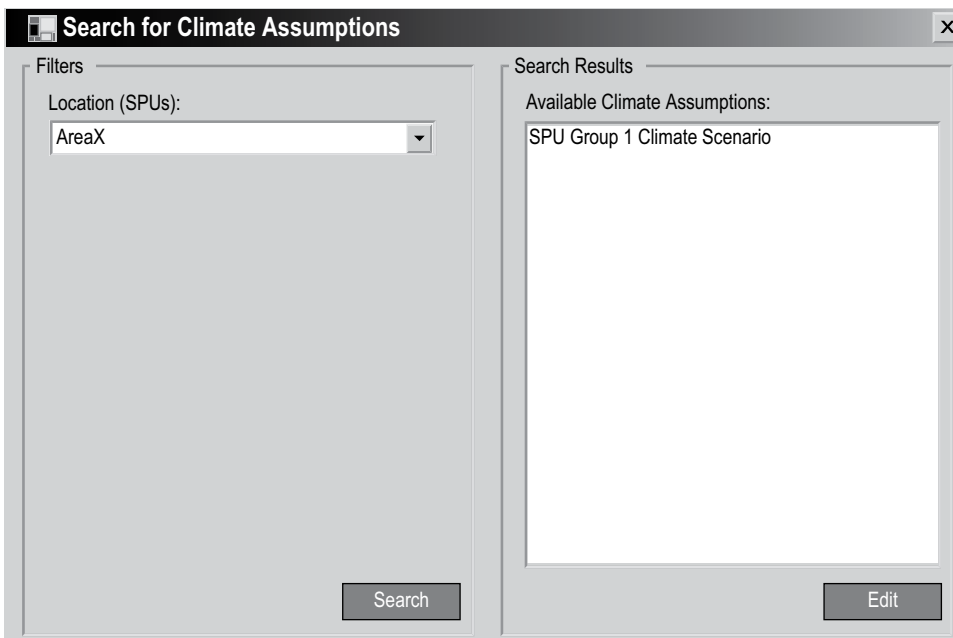 Search for Climate Assumptions
X
Filters
Location (SPUs):
AreaX
Search
Search Results
Available Climate Assumptions:
SPU Group 1 Climate Scenario
Edit